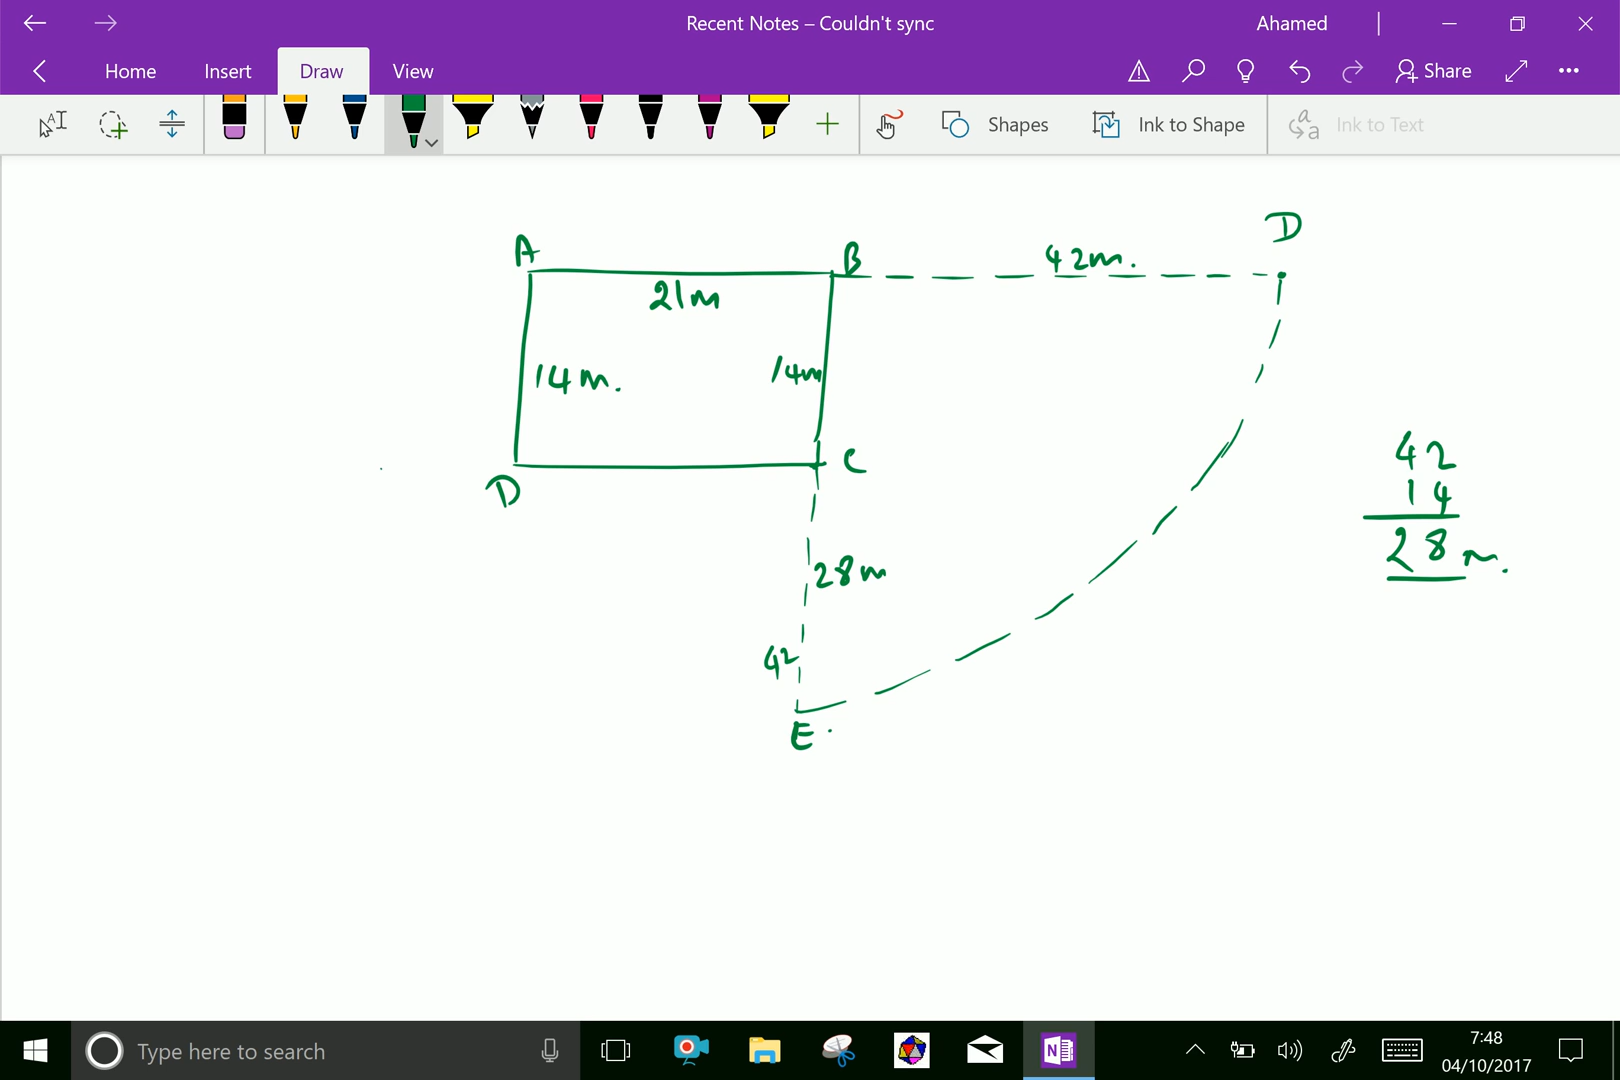 Recent Notes – Couldn't sync
Ahamed
Home Insert Draw View
Share
Shapes
Ink to Shape
Ink to Text
A
B
42m.
D
21m
14m.
14m
D
C
42
14
28m.
28m
42
E.
Type here to search
7:48
04/10/2017